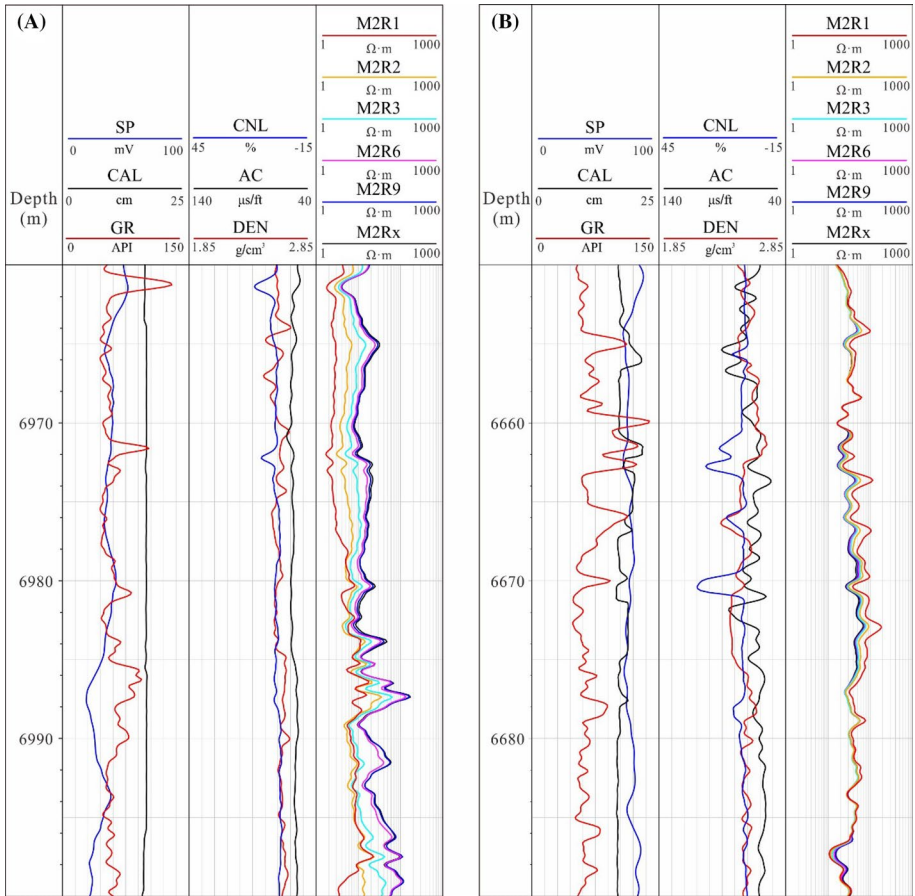 (A)
M2R1
1 Ω·m 1000
M2R2
1 Ω·m 1000
M2R3
1 Ω·m 1000
SP CNL M2R6
0 mV 100 45 % -15 1 Ω·m 1000
CAL AC M2R9
Depth 0 cm 25 140 μs/ft 40 1 Ω·m 1000
(m) GR DEN M2Rx
0 API 150 1.85 g/cm³ 2.85 1 Ω·m 1000
6970
6980
6990
(B)
M2R1
1 Ω·m 1000
M2R2
1 Ω·m 1000
M2R3
1 Ω·m 1000
SP CNL M2R6
0 mV 100 45 % -15 1 Ω·m 1000
CAL AC M2R9
Depth 0 cm 25 140 μs/ft 40 1 Ω·m 1000
(m) GR DEN M2Rx
0 API 150 1.85 g/cm³ 2.85 1 Ω·m 1000
6660
6670
6680